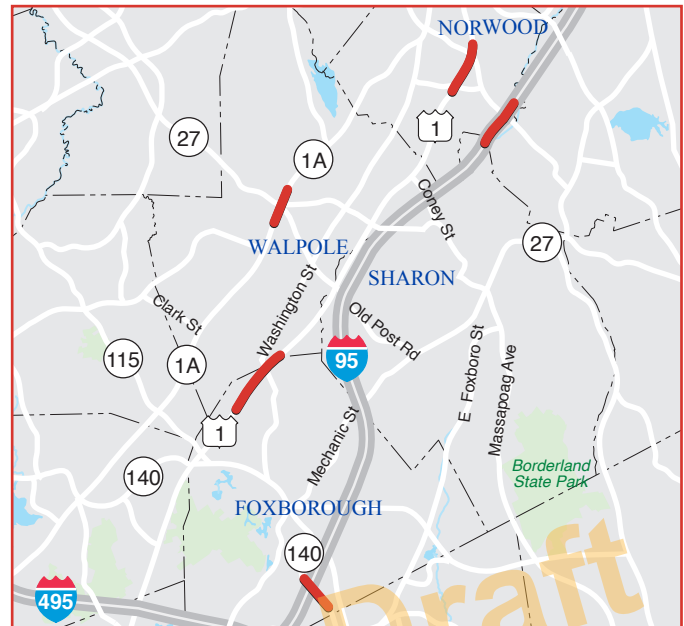 NORWOOD
1
27
1A
Coney St
WALPOLE
27
SHARON
Washington St
Clark St
Old Post Rd
95
115
1A
E Foxboro St
Massapoag Ave
1
Mechanic St
140
Borderland
State Park
FOXBOROUGH
140
495
Draft